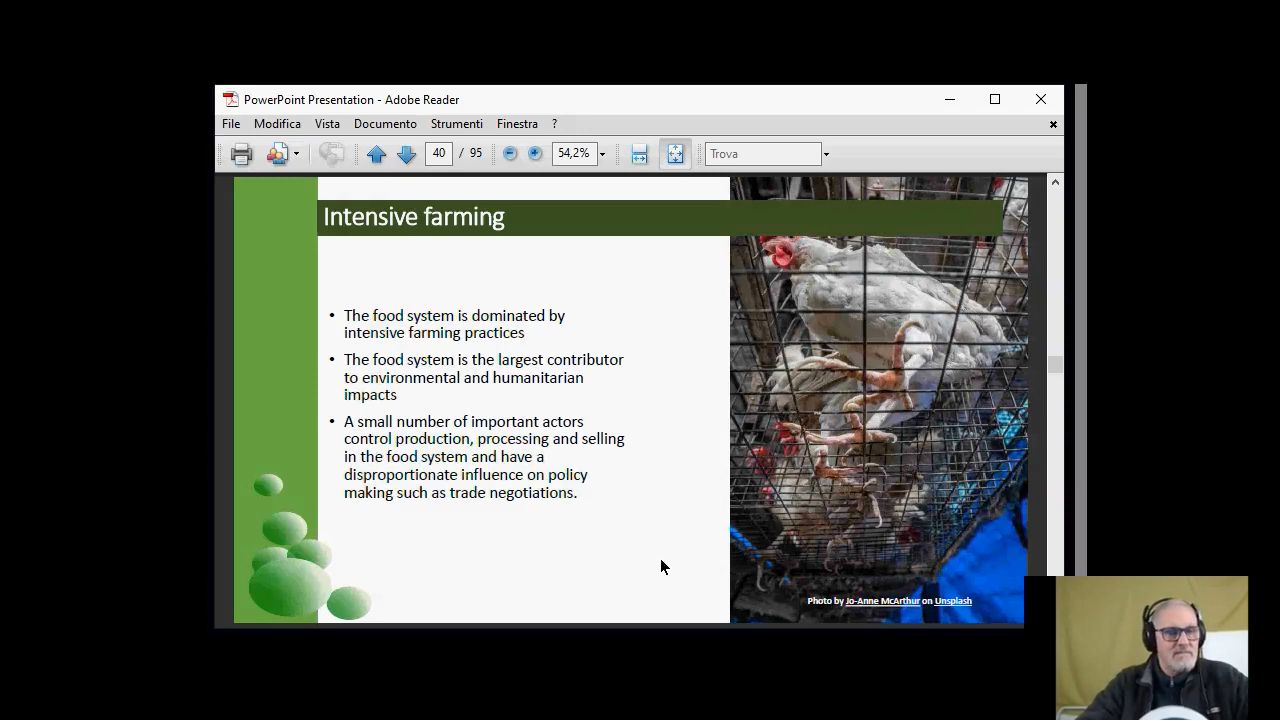 PowerPoint Presentation - Adobe Reader
File Modifica Vista Documento Strumenti Finestra ?
40 / 95 54,2% Trova
Intensive farming
• The food system is dominated by
intensive farming practices
• The food system is the largest contributor
to environmental and humanitarian
impacts
• A small number of important actors
control production, processing and selling
in the food system and have a
disproportionate influence on policy
making such as trade negotiations.
Photo by Jo-Anne McArthur on Unsplash